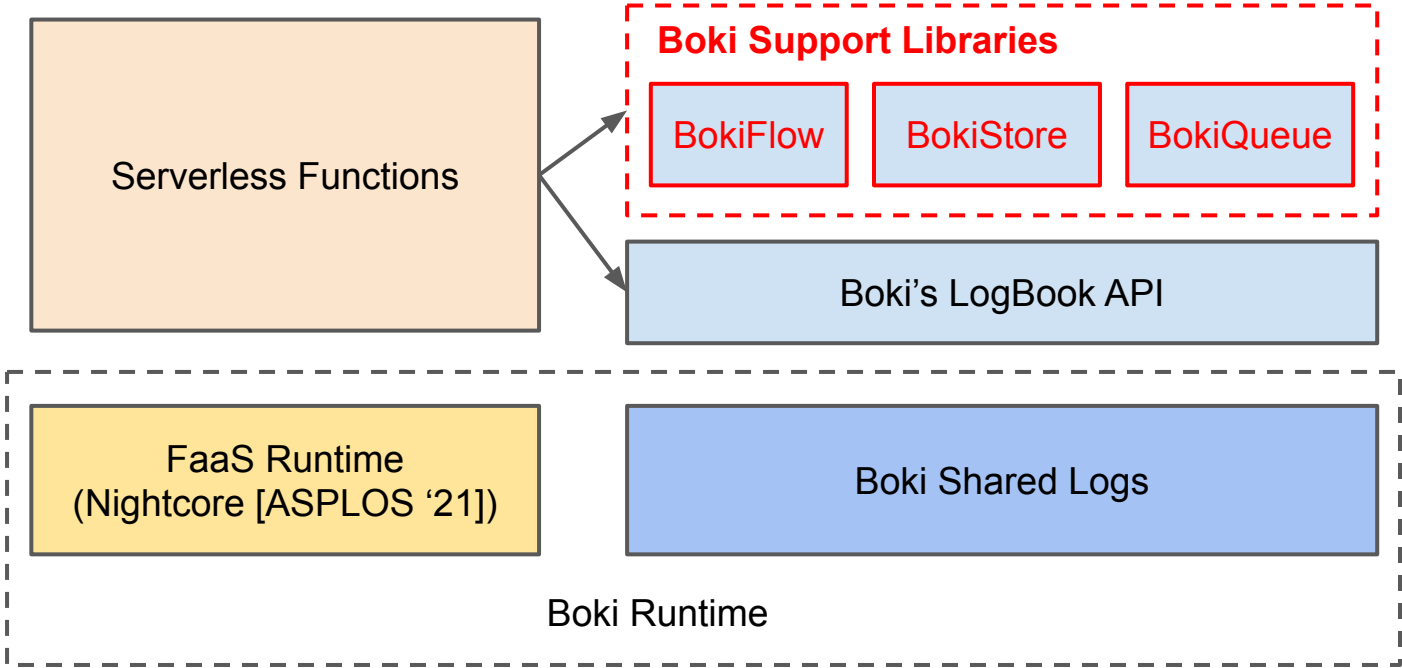 Boki Support Libraries
BokiFlow
BokiStore
BokiQueue
Serverless Functions
Boki’s LogBook API
FaaS Runtime
(Nightcore [ASPLOS ‘21])
Boki Shared Logs
Boki Runtime